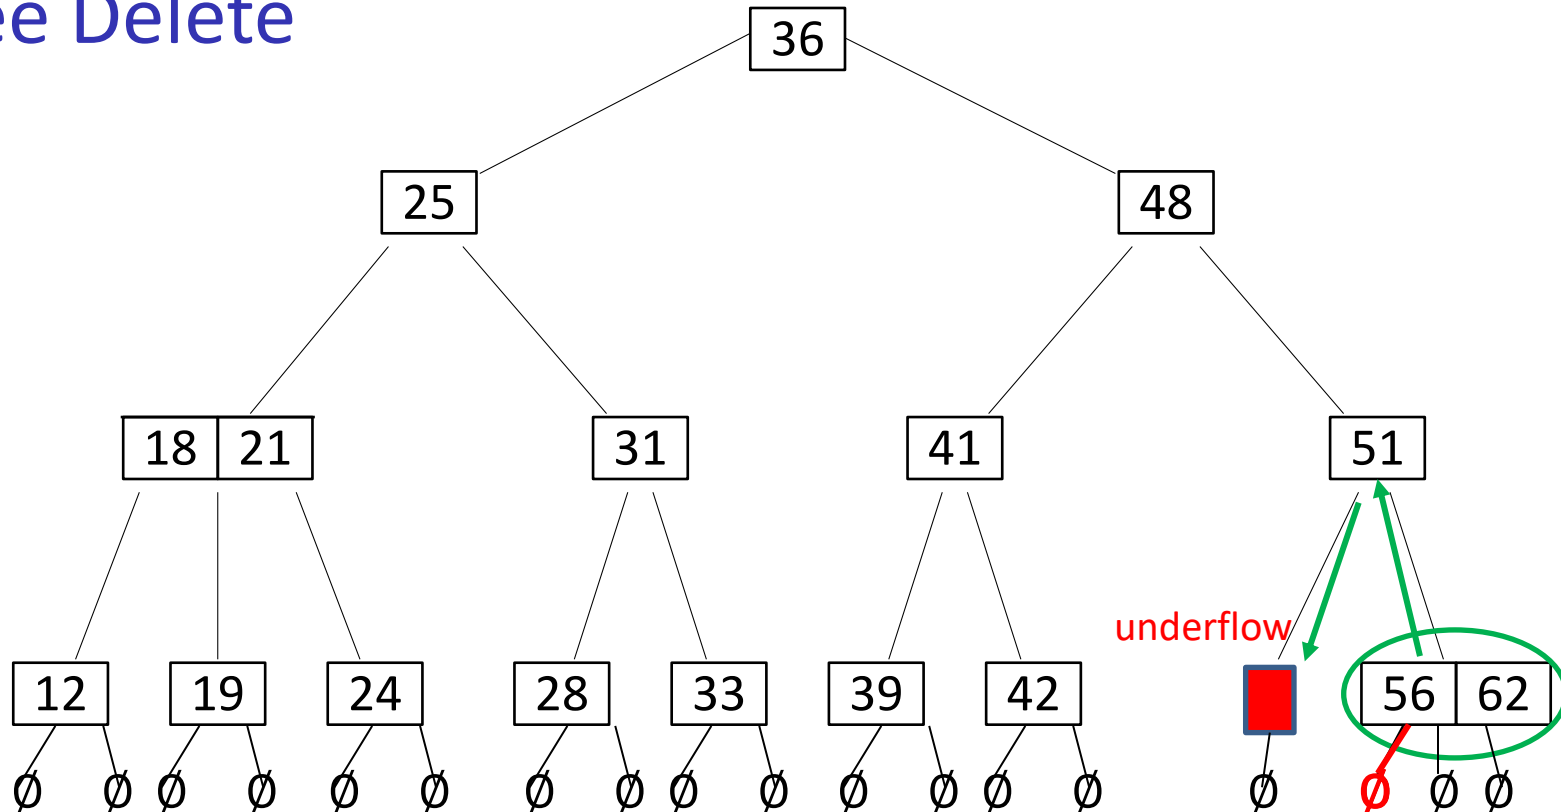 ee Delete
36
25 48
18 21 31 41 51
underflow
12 19 24 28 33 39 42 56 62
Ø Ø Ø Ø Ø Ø Ø Ø Ø Ø Ø Ø Ø Ø Ø Ø Ø Ø